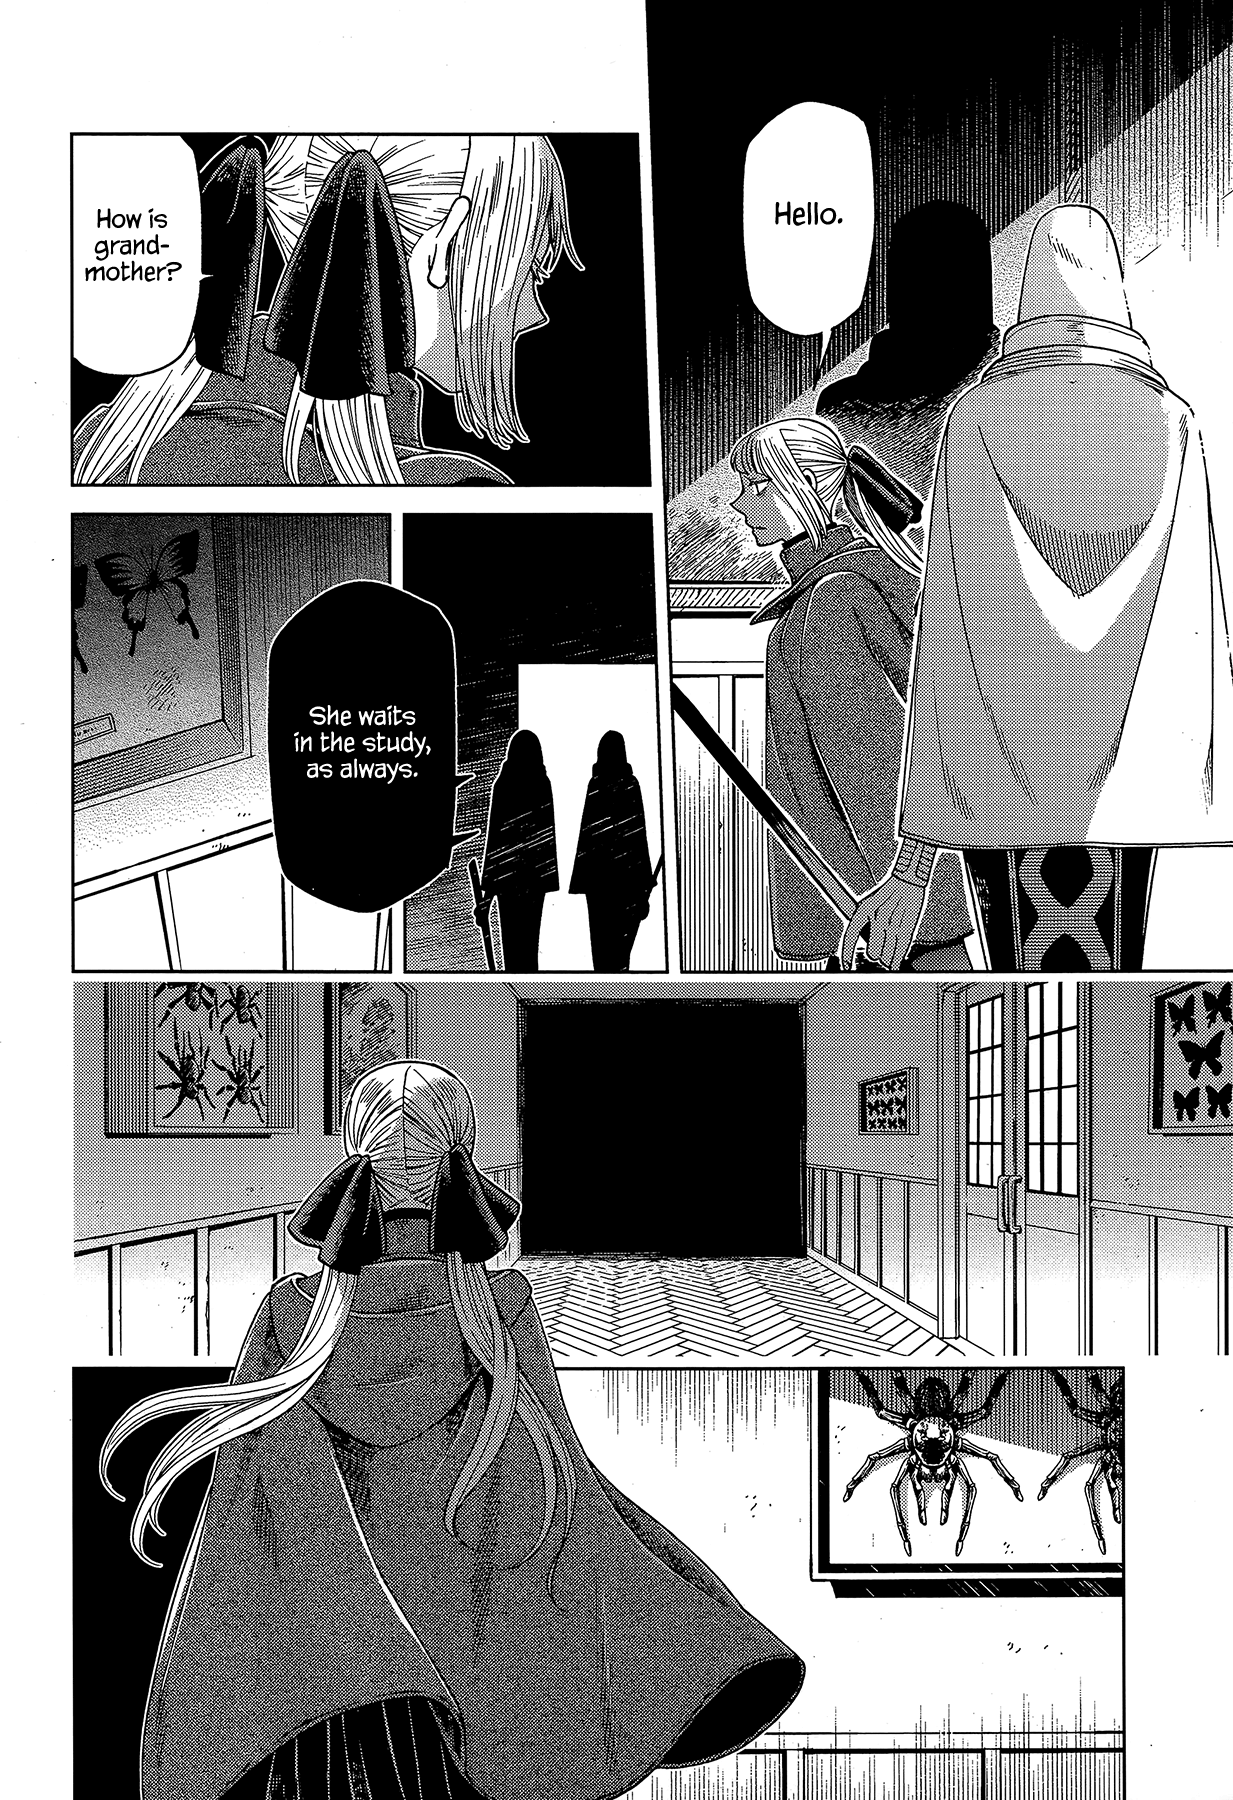 Hello.
How is
grand-
mother?
She waits
in the study,
as always.